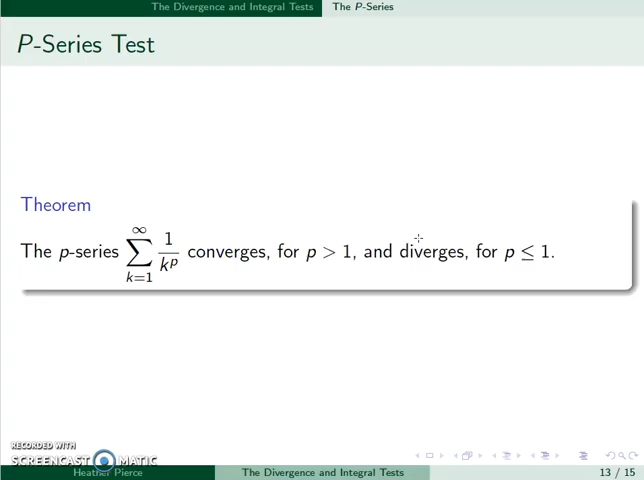 The Divergence and Integral Tests The P-Series
P-Series Test
Theorem
The p-series ∑_{k=1}^{∞} 1/k^p converges, for p > 1, and diverges, for p ≤ 1.
RECORDED WITH
SCREENCAST MATIC
Heather Pierce The Divergence and Integral Tests 13 / 15